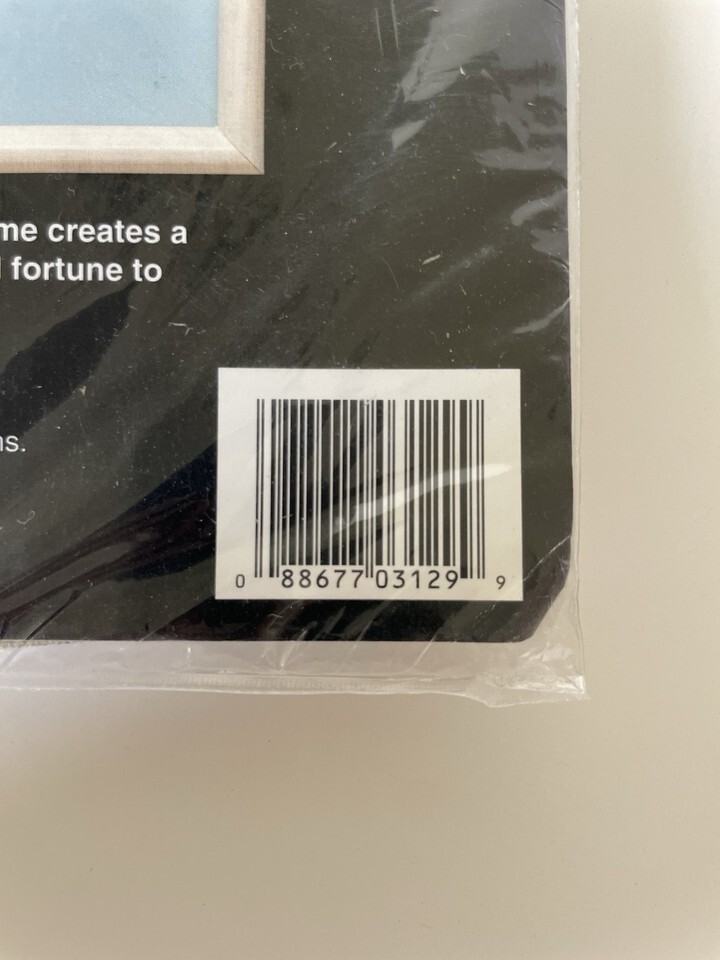 me creates a
fortune to
ns.
0 88677 03129 9